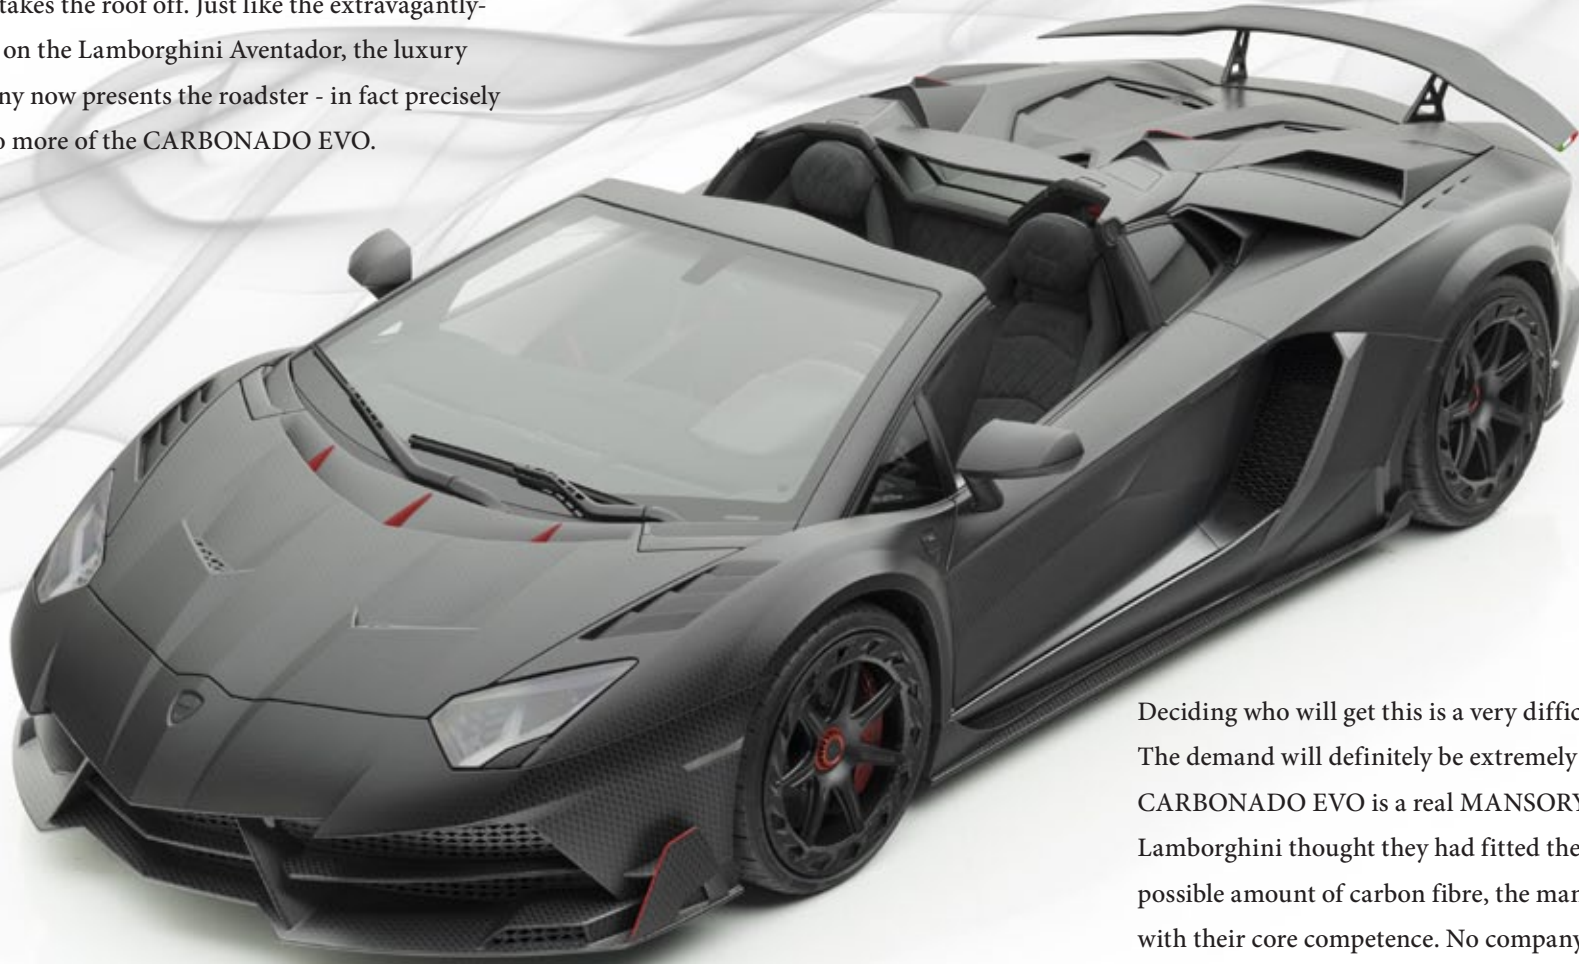 takes the roof off. Just like the extravagantly-
on the Lamborghini Aventador, the luxury
now presents the roadster - in fact precisely
more of the CARBONADO EVO.
Deciding who will get this is a very
The demand will definitely be extremely
CARBONADO EVO is a real MANSORY
Lamborghini thought they had fitted the
possible amount of carbon fibre, the
with their core competence. No company